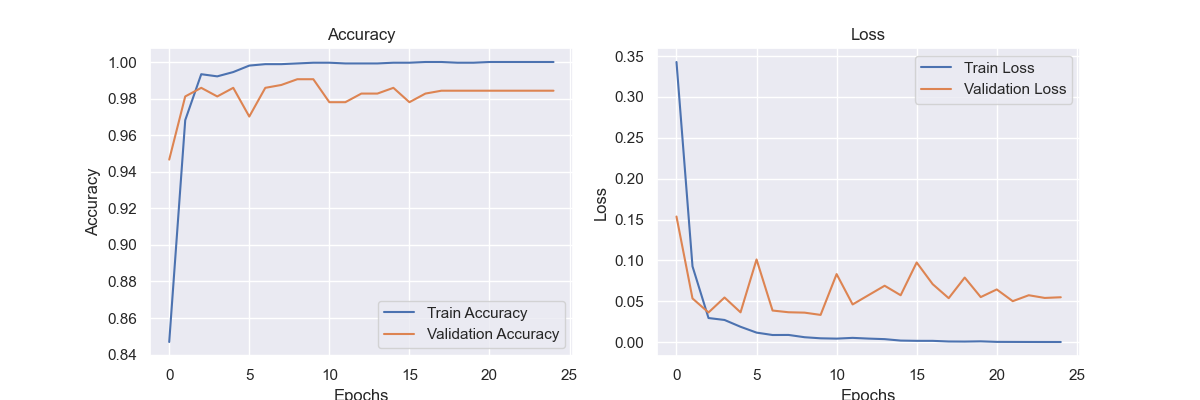 Accuracy
Accuracy
1.00
0.98
0.96
0.94
0.92
0.90
0.88
0.86
0.84
Train Accuracy
Validation Accuracy
0 5 10 15 20 25
Epochs
Loss
Loss
0.35
0.30
0.25
0.20
0.15
0.10
0.05
0.00
Train Loss
Validation Loss
0 5 10 15 20 25
Epochs